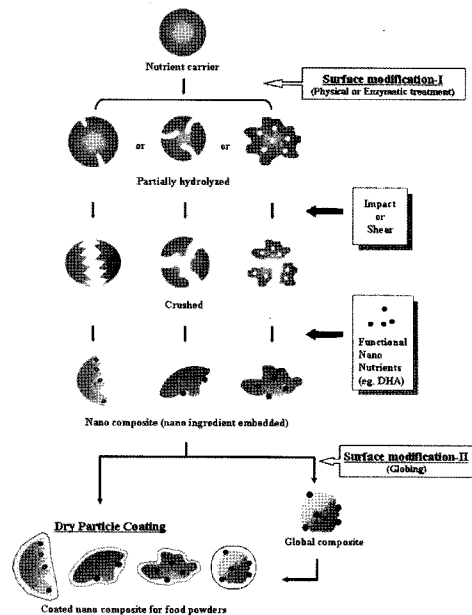 Nutrient carrier
Surface modification-I
(Physical or Enzymatic treatment)
or
or
Partially hydrolyzed
Impact
or
Shear
Crushed
Functional
Nano
Nutrients
(eg. DHA)
Nano composite (nano ingredient embedded)
Surface modification-II
(Globing)
Dry Particle Coating
Global composite
Coated nano composite for food powders